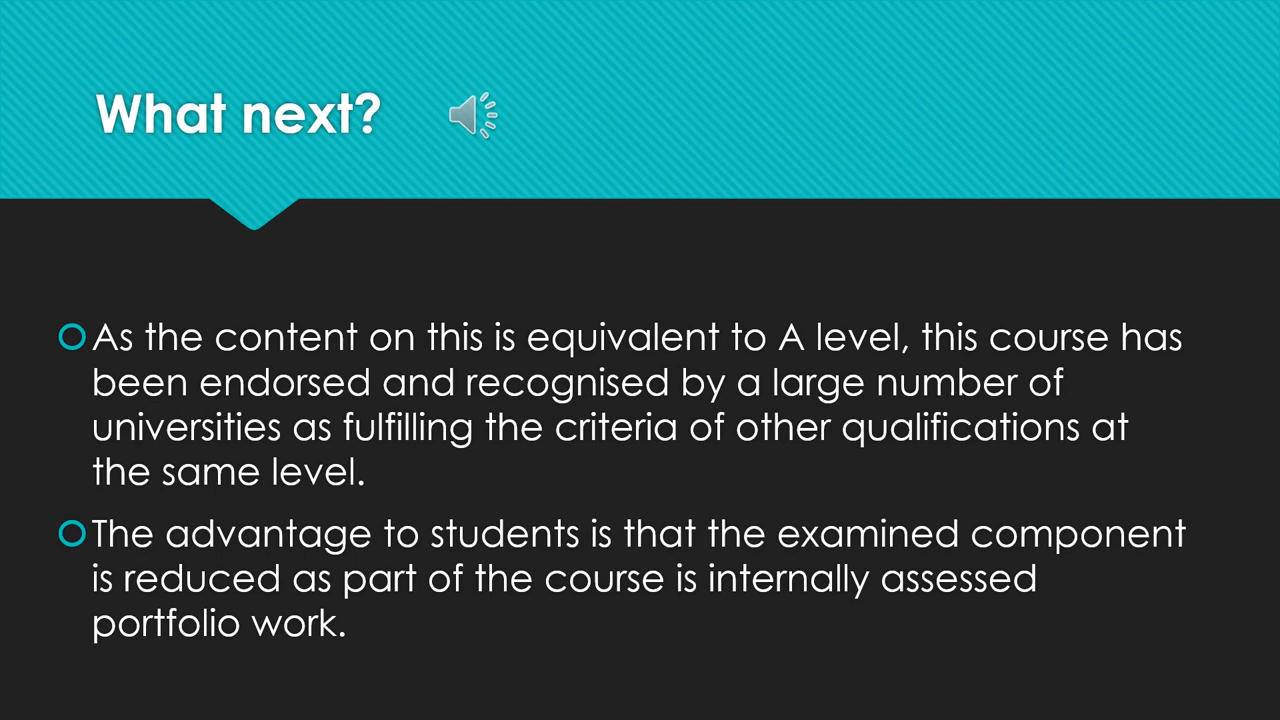 What next?
As the content on this is equivalent to A level, this course has
been endorsed and recognised by a large number of
universities as fulfilling the criteria of other qualifications at
the same level.
The advantage to students is that the examined component
is reduced as part of the course is internally assessed
portfolio work.